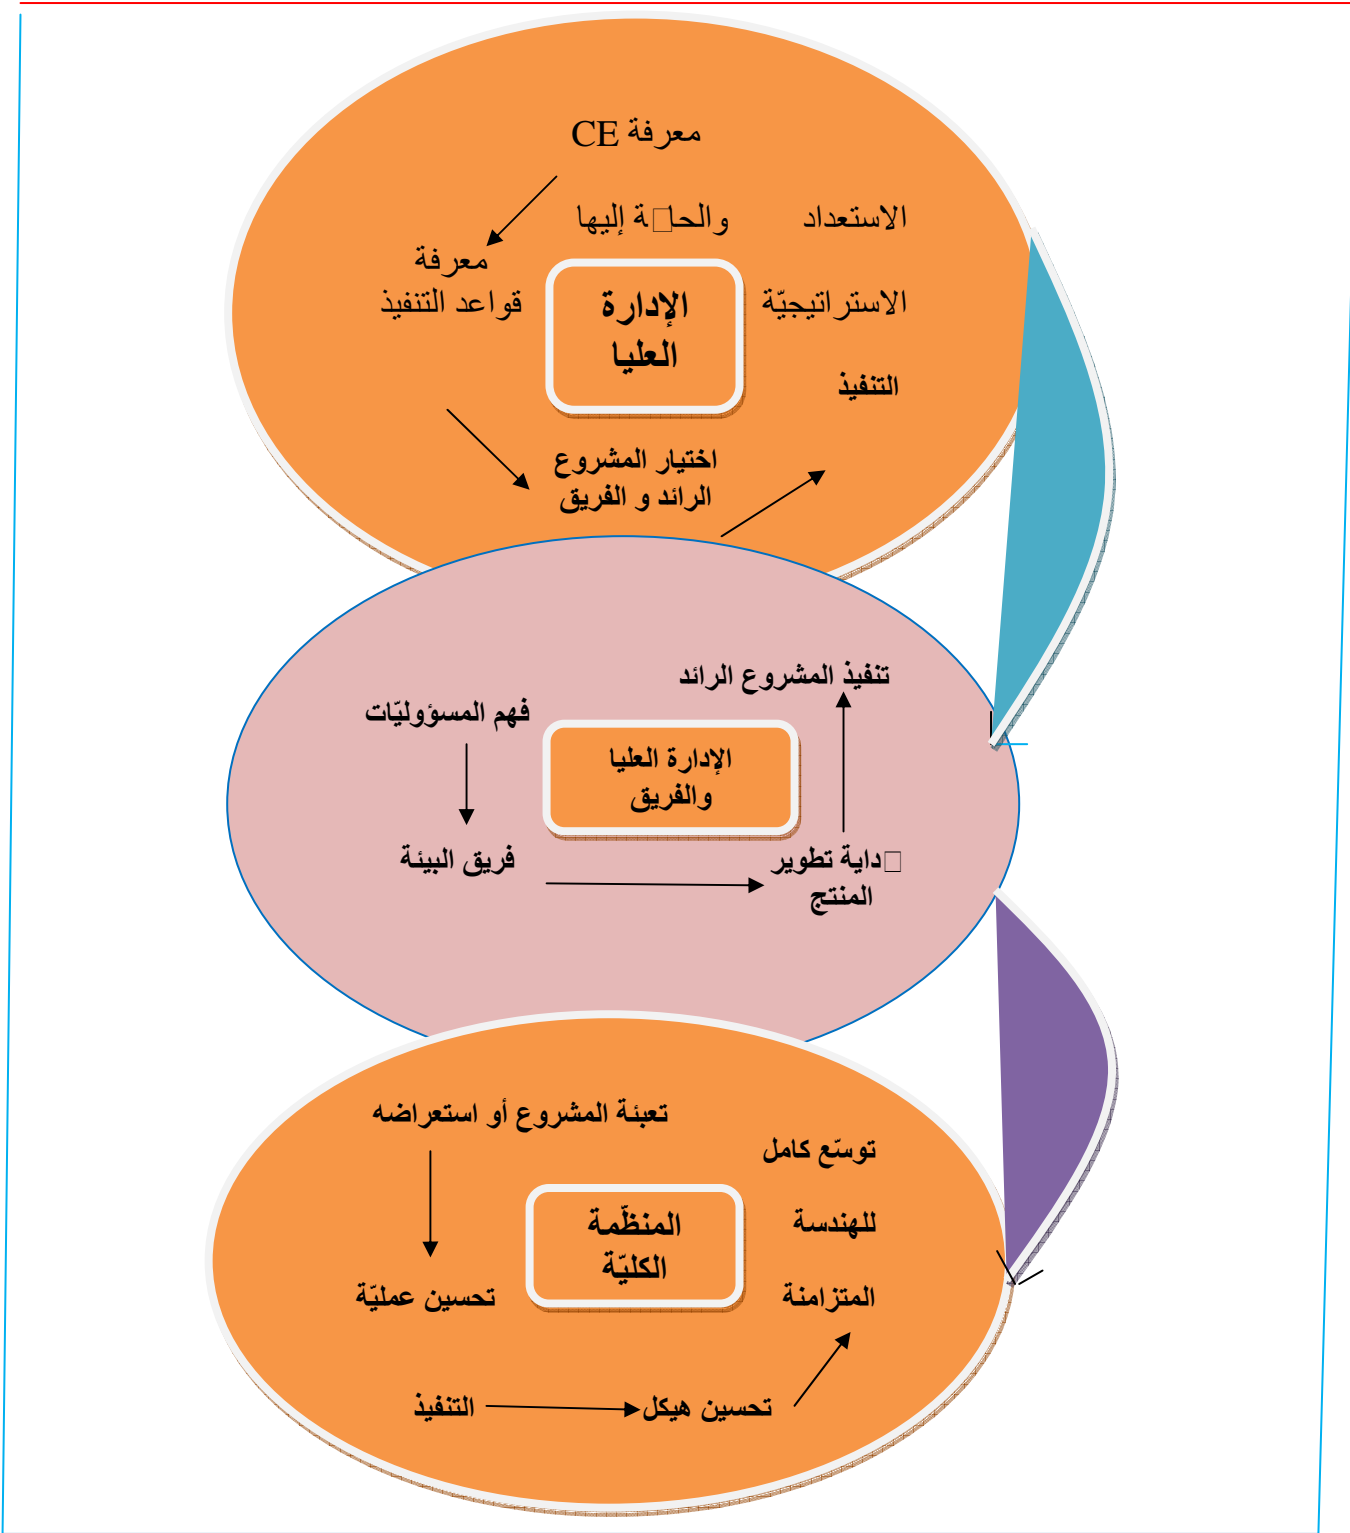 معرفة CE
والحا□ة إليها
الاستعداد
معرفة
قواعد التنفيذ
الإدارة
العليا
الاستراتيجيّة
التنفيذ
اختيار المشروع
الرائد و الفريق
تنفيذ المشروع الرائد
فهم المسؤوليّات
الإدارة العليا
والفريق
فريق البيئة
□داية تطوير
المنتج
تعبئة المشروع أو استعراضه
توسّع كامل
المنظّمة
الكليّة
للهندسة
المتزامنة
تحسين عمليّة
التنفيذ
تحسين هيكل